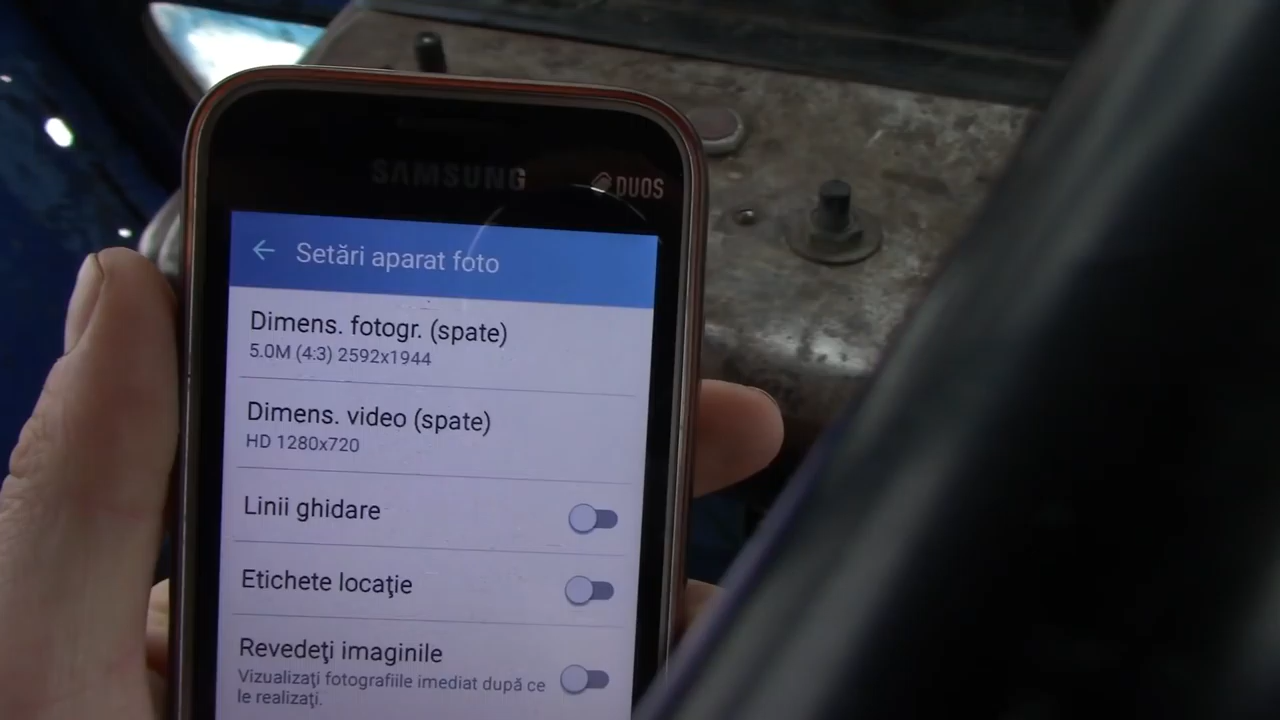 SAMSUNG
DUOS
Setări aparat foto
Dimens. fotogr. (spate)
5.0M (4:3) 2592x1944
Dimens. video (spate)
HD 1280x720
Linii ghidare
Etichete locaţie
Revedeţi imaginile
Vizualizaţi fotografiile imediat după ce
le realizaţi.